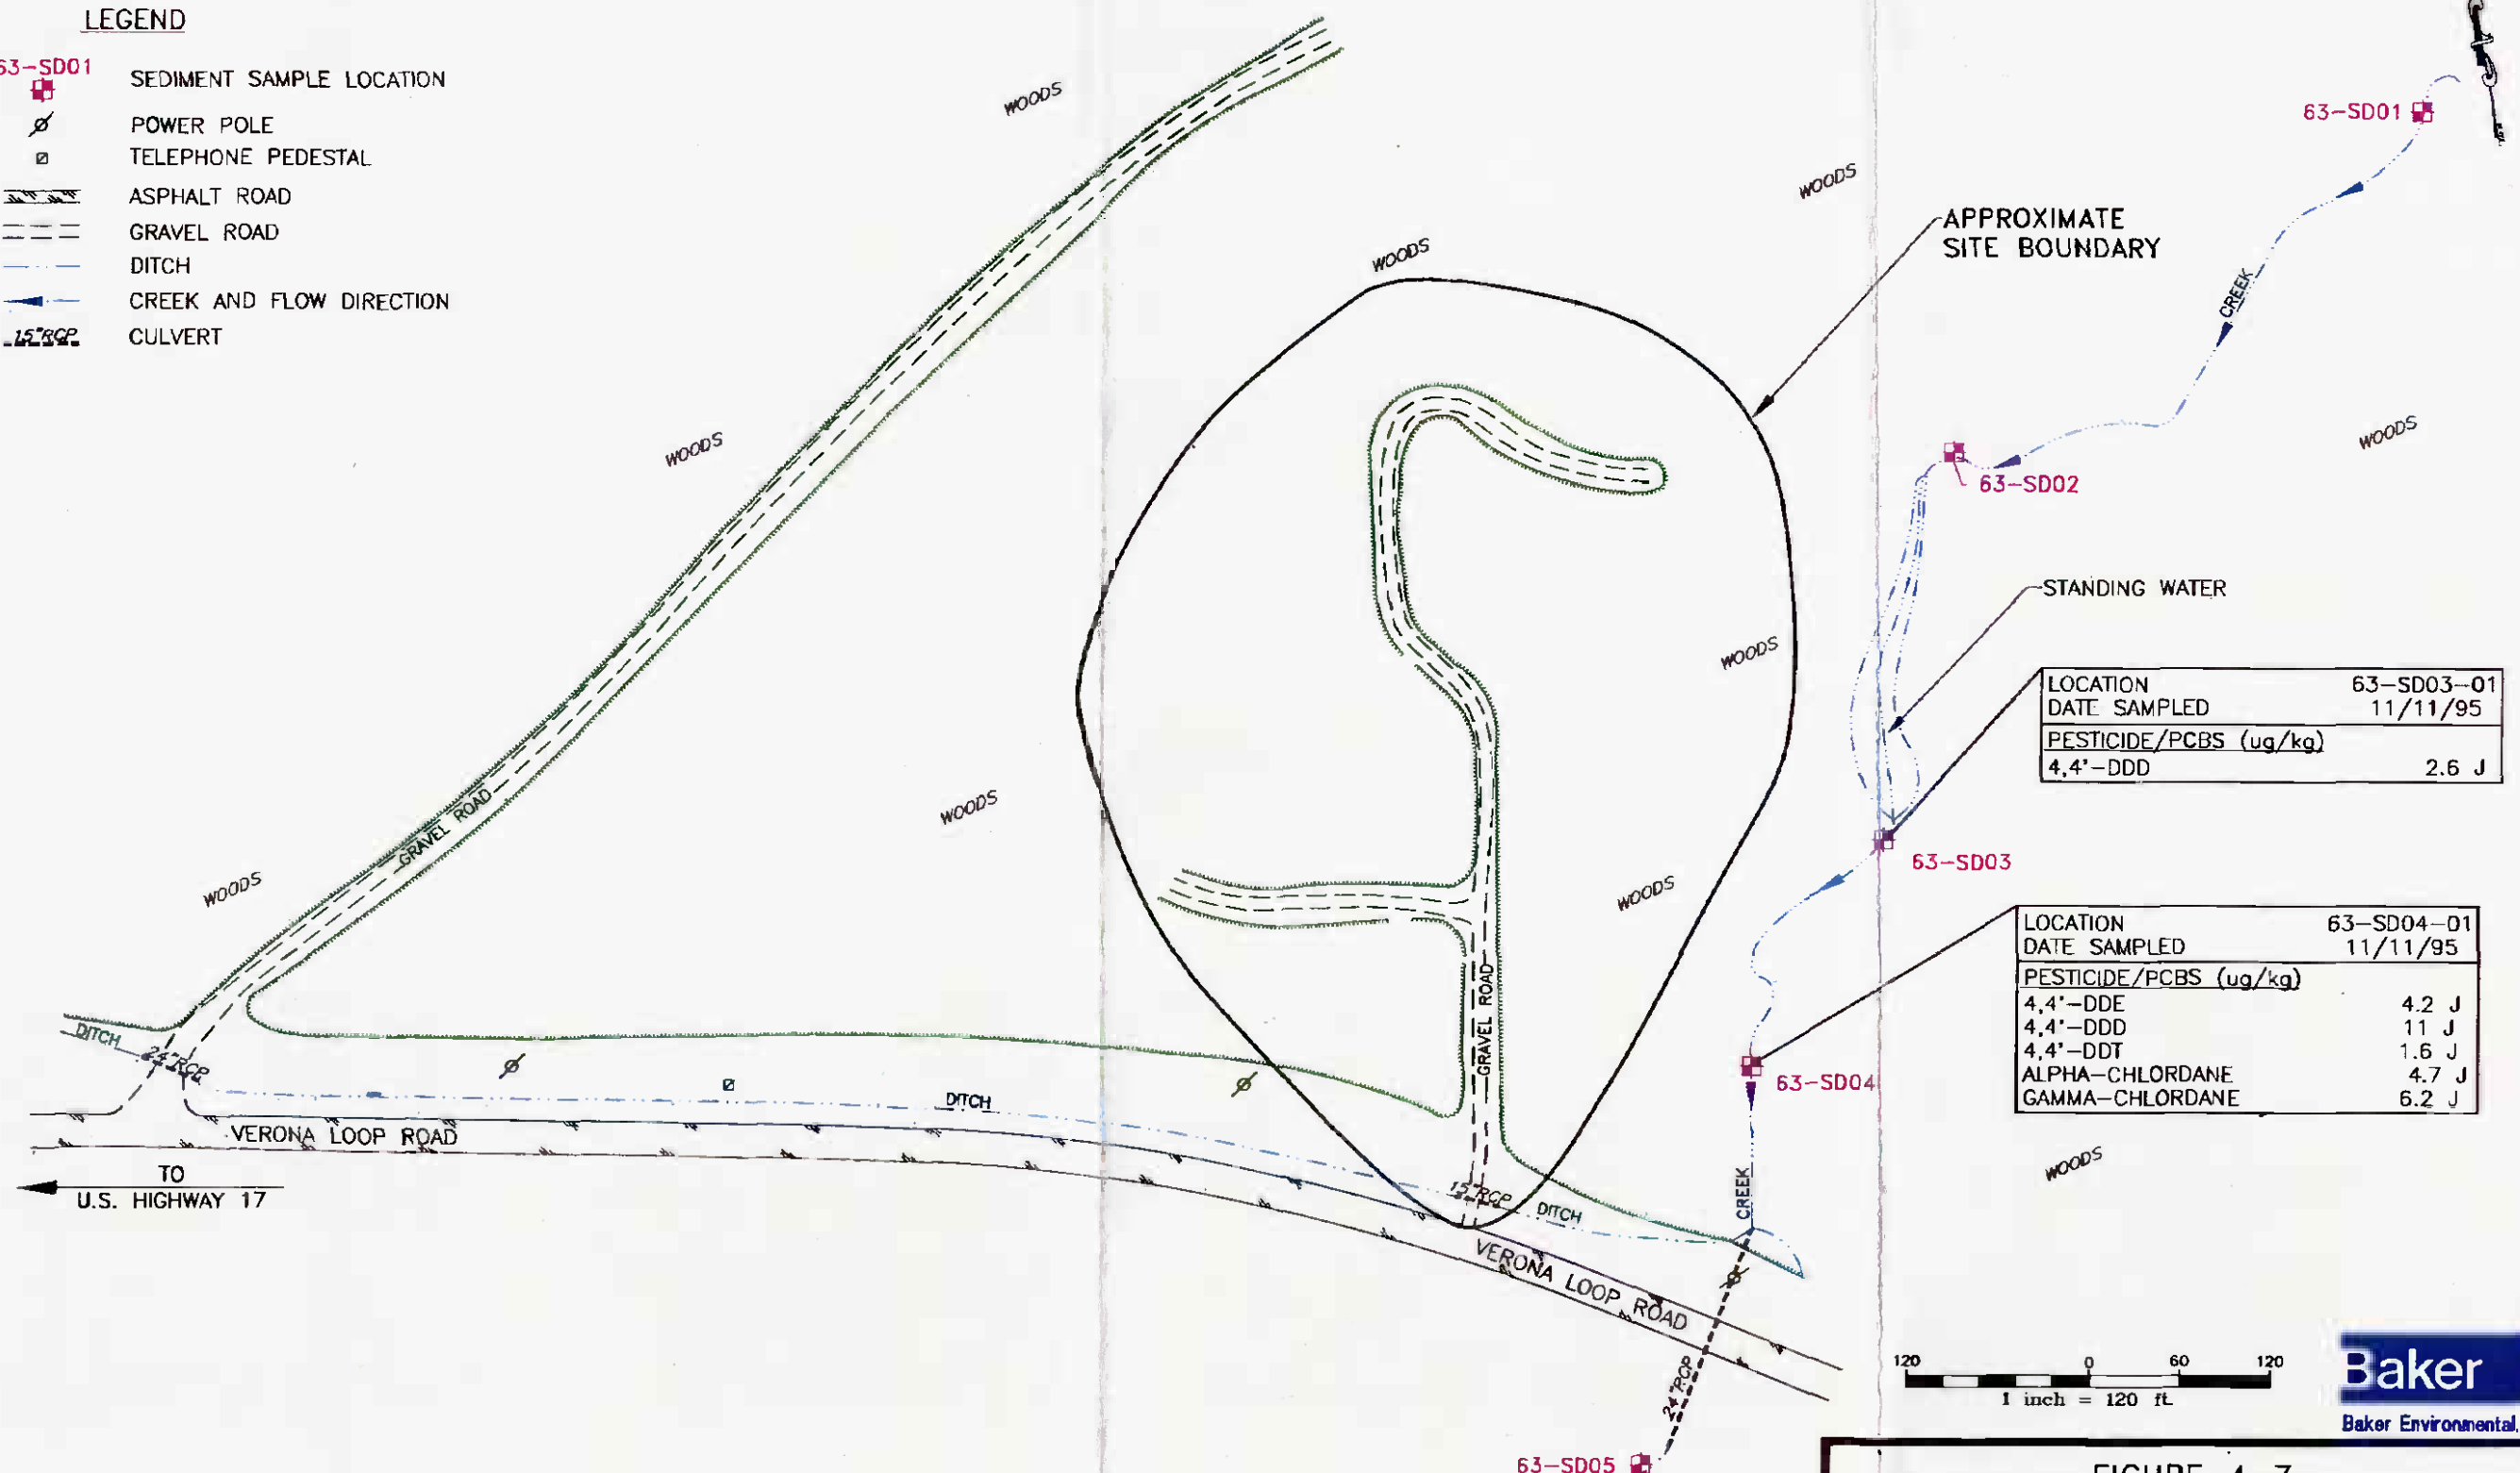 LEGEND
63-SD01
SEDIMENT SAMPLE LOCATION
POWER POLE
TELEPHONE PEDESTAL
ASPHALT ROAD
GRAVEL ROAD
DITCH
CREEK AND FLOW DIRECTION
15"RCP
CULVERT
WOODS
WOODS
WOODS
WOODS
WOODS
WOODS
WOODS
WOODS
WOODS
WOODS
63-SD01
APPROXIMATE
SITE BOUNDARY
CREEK
63-SD02
STANDING WATER
LOCATION 63-SD03-01
DATE SAMPLED 11/11/95
PESTICIDE/PCBS (ug/kg)
4,4'-DDD 2.6 J
63-SD03
LOCATION 63-SD04-01
DATE SAMPLED 11/11/95
PESTICIDE/PCBS (ug/kg)
4,4'-DDE 4.2 J
4,4'-DDD 11 J
4,4'-DDT 1.6 J
ALPHA-CHLORDANE 4.7 J
GAMMA-CHLORDANE 6.2 J
63-SD04
GRAVEL ROAD
GRAVEL ROAD
DITCH
24"RCP
DITCH
VERONA LOOP ROAD
TO
U.S. HIGHWAY 17
15"RCP
DITCH
CREEK
VERONA LOOP ROAD
24"RCP
63-SD05
120 0 60 120
1 inch = 120 ft.
Baker
Baker Environmental,